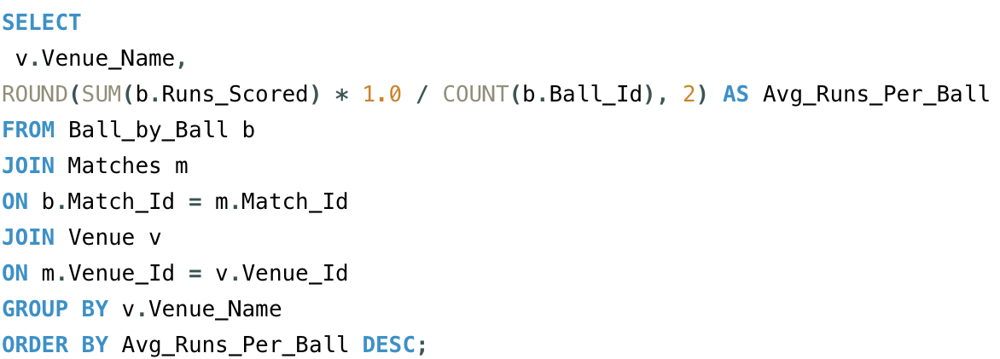 SELECT
 v.Venue_Name,
ROUND(SUM(b.Runs_Scored) * 1.0 / COUNT(b.Ball_Id), 2) AS Avg_Runs_Per_Ball
FROM Ball_by_Ball b
JOIN Matches m
ON b.Match_Id = m.Match_Id
JOIN Venue v
ON m.Venue_Id = v.Venue_Id
GROUP BY v.Venue_Name
ORDER BY Avg_Runs_Per_Ball DESC;